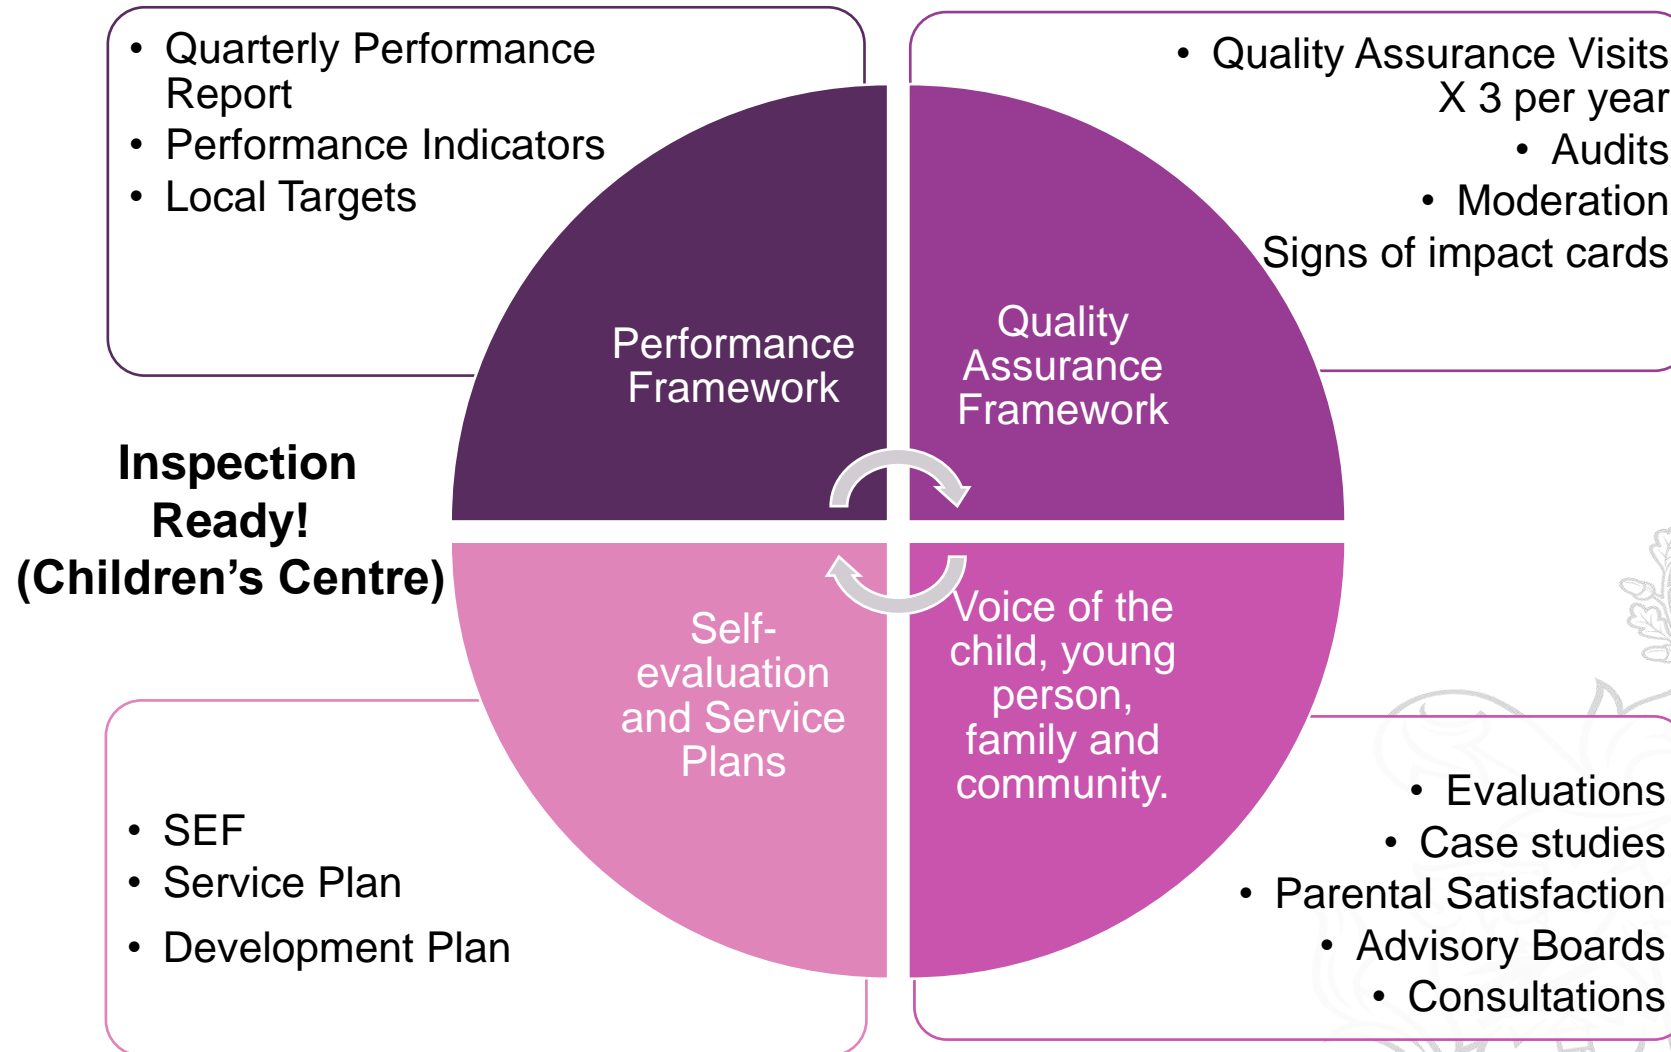 • Quarterly Performance
Report
• Performance Indicators
• Local Targets
• Quality Assurance Visits
X 3 per year
• Audits
• Moderation
Signs of impact cards
Performance
Framework
Quality
Assurance
Framework
Inspection
Ready!
(Children's Centre)
Self-
evaluation
and Service
Plans
Voice of the
child, young
person,
family and
community.
• SEF
• Service Plan
• Development Plan
• Evaluations
• Case studies
• Parental Satisfaction
• Advisory Boards
• Consultations